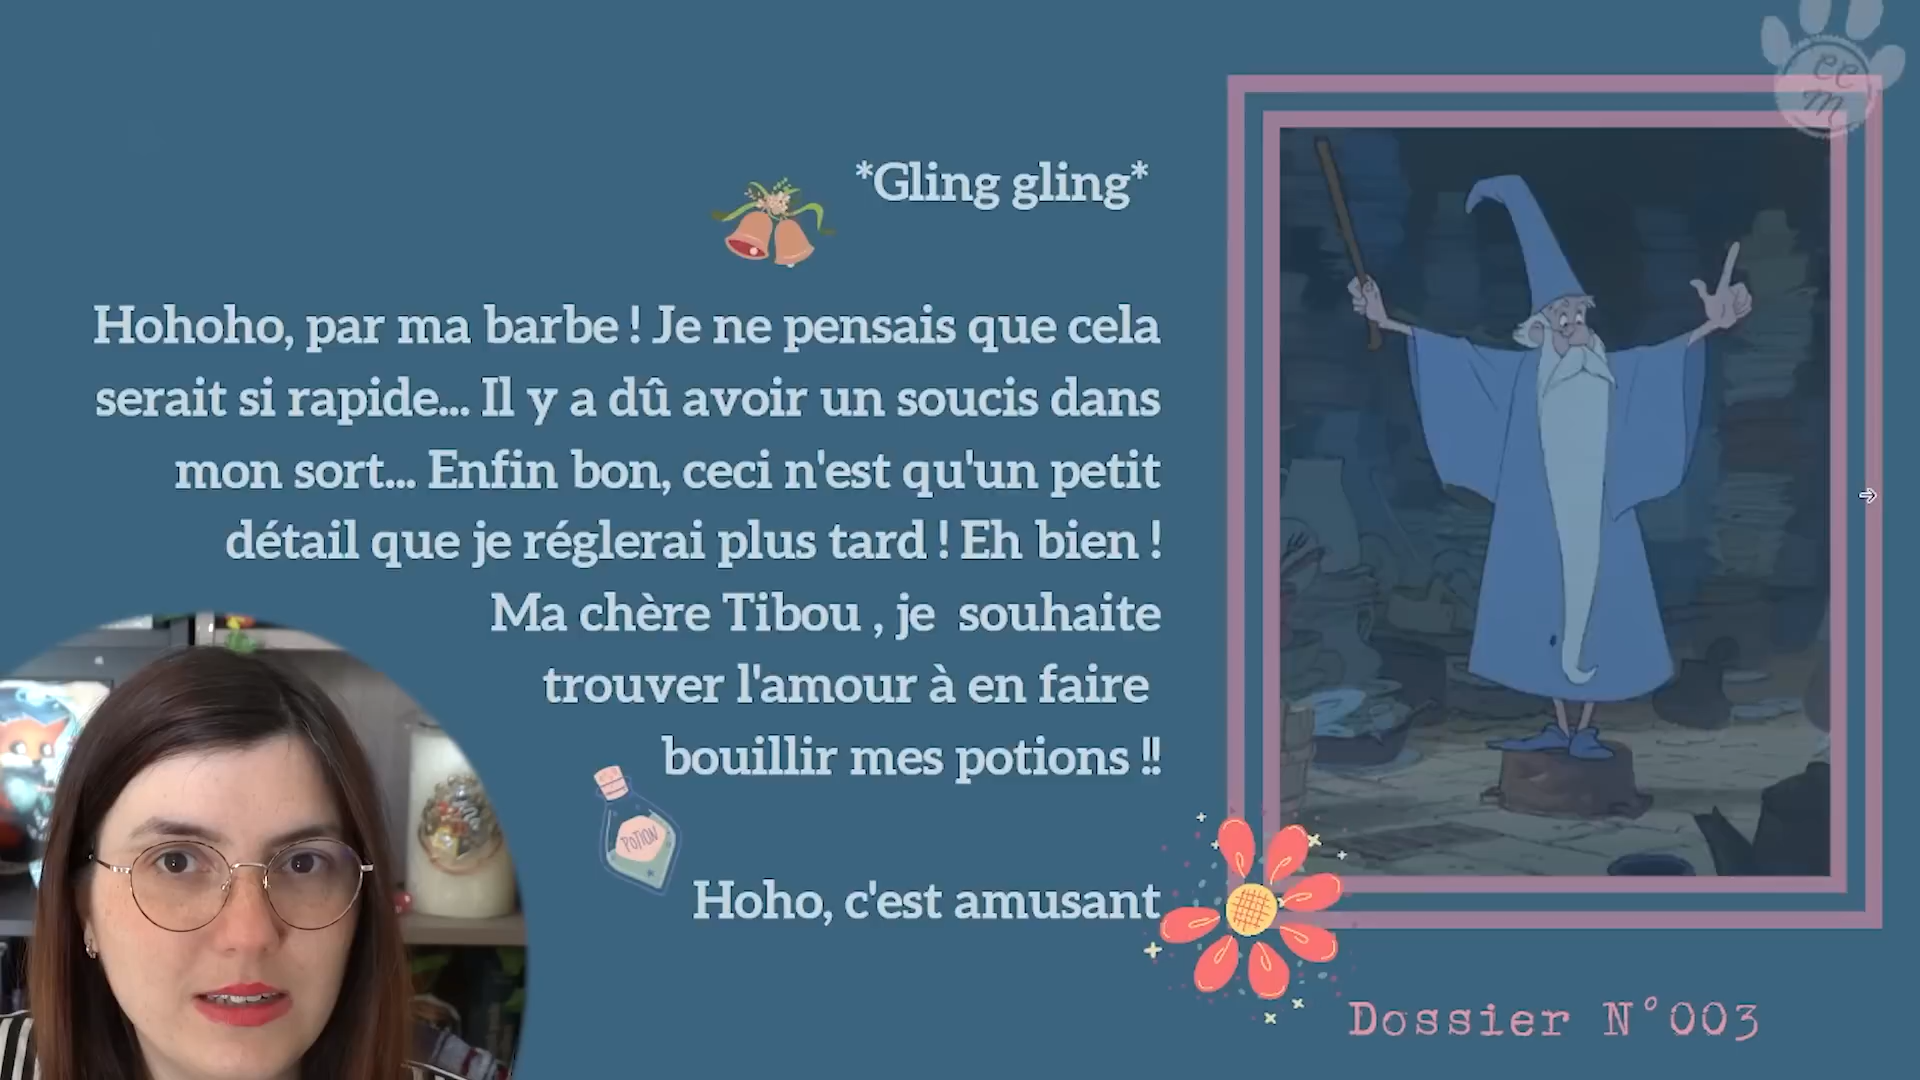 *Gling gling*
Hohoho, par ma barbe ! Je ne pensais que cela
serait si rapide... Il y a dû avoir un soucis dans
mon sort... Enfin bon, ceci n'est qu'un petit
détail que je réglerai plus tard ! Eh bien !
Ma chère Tibou , je  souhaite
trouver l'amour à en faire
bouillir mes potions !!
POTION
Hoho, c'est amusant
Dossier N°003
eem